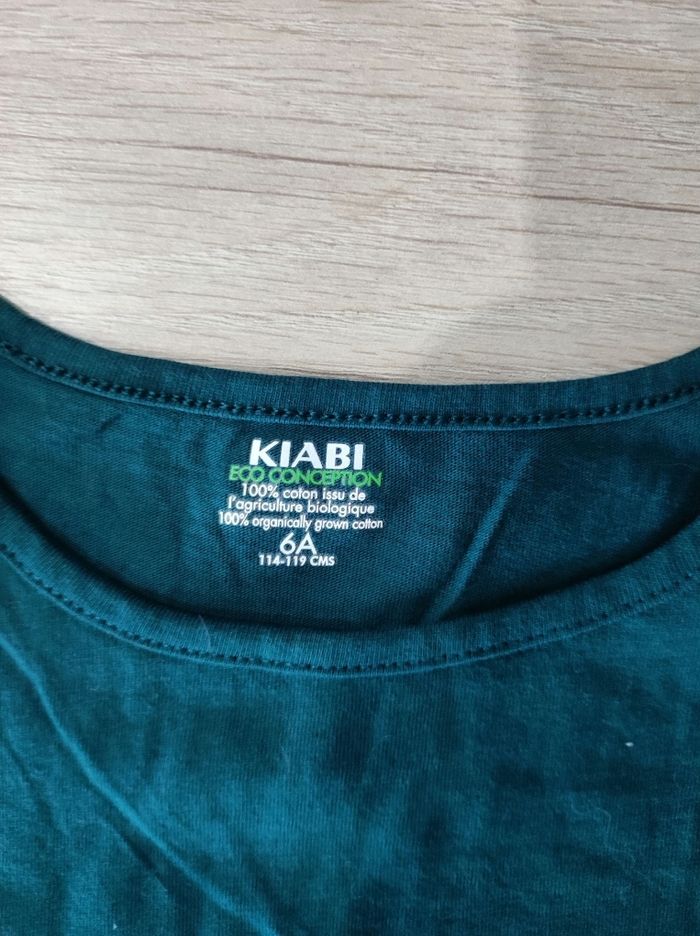 KIABI
ECO CONCEPTION
100% coton issu de
l'agriculture biologique
100% organically grown cotton
6A
114-119 CMS